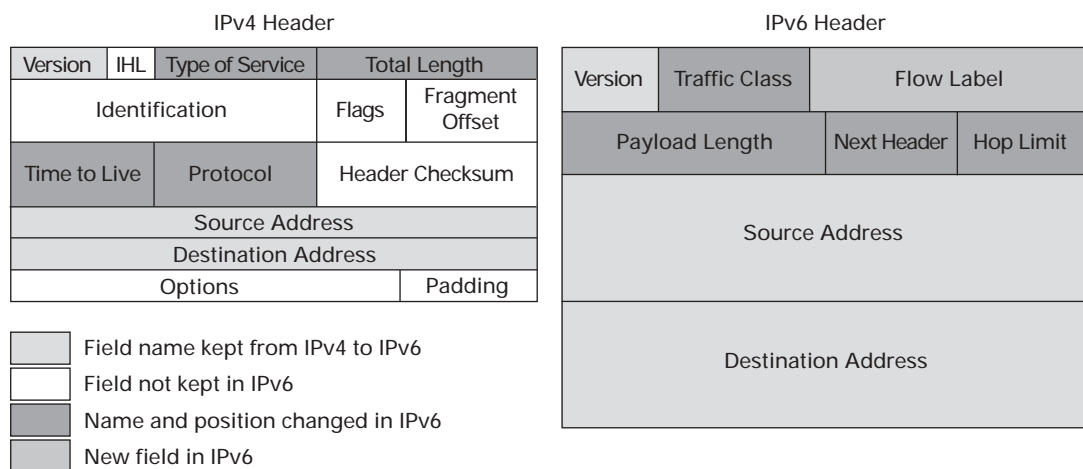 IPv4 Header
Version IHL Type of Service Total Length
Identification Flags Fragment
Offset
Time to Live Protocol Header Checksum
Source Address
Destination Address
Options Padding
Field name kept from IPv4 to IPv6
Field not kept in IPv6
Name and position changed in IPv6
New field in IPv6
IPv6 Header
Version Traffic Class Flow Label
Payload Length Next Header Hop Limit
Source Address
Destination Address